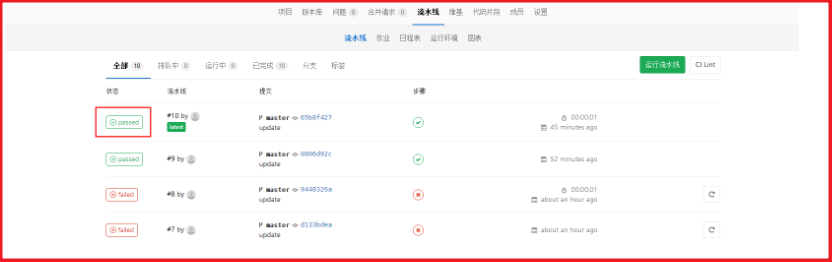 项目 版本库 问题 0 合并请求 0 流水线 维基 代码片段 成员 设置
流水线 作业 日程表 运行环境 图表
全部 10 排队中 0 运行中 0 已完成 10 分支 标签 运行流水线 CI Lint
状态 流水线 提交 步骤
passed #10 by master 65b8f427 00:00:01
latest update 45 minutes ago
passed #9 by master 0806d92c 52 minutes ago
update
failed #8 by master 9448326a 00:00:01
update about an hour ago
failed #7 by master d133bdea about an hour ago
update